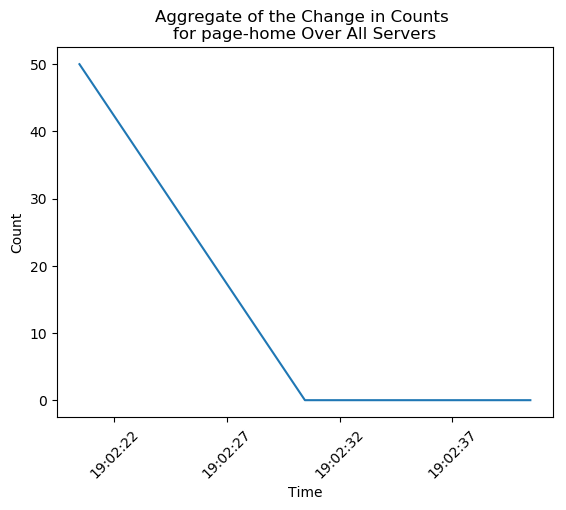 Aggregate of the Change in Counts
for page-home Over All Servers
50
40
30
20
10
0
Count
19:02:22
19:02:27
19:02:32
19:02:37
Time